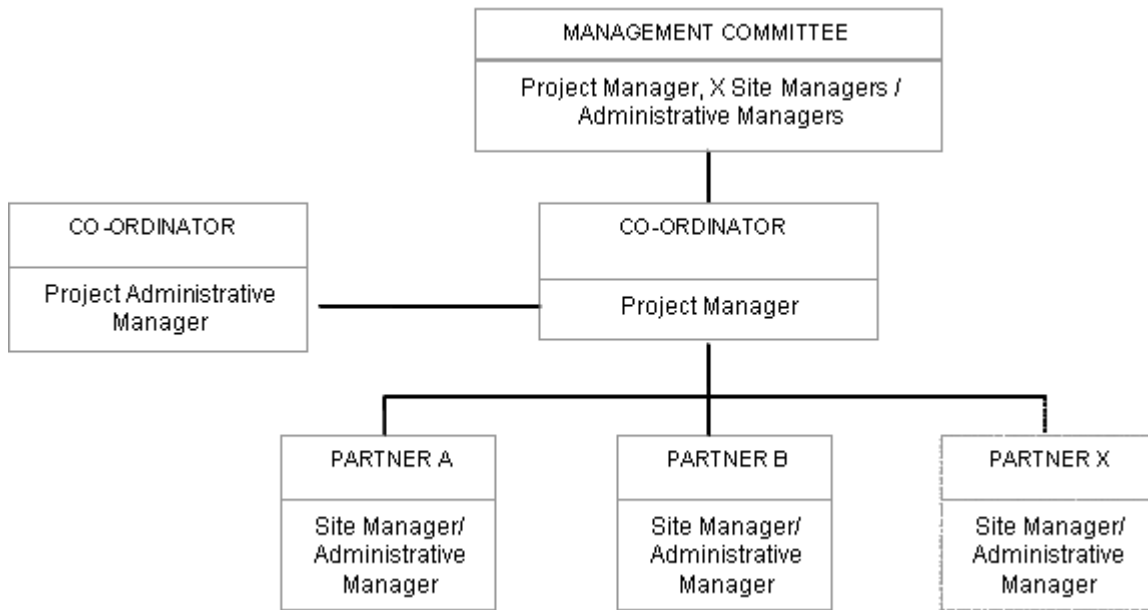 MANAGEMENT COMMITTEE
Project Manager, X Site Managers /
Administrative Managers
CO-ORDINATOR
Project Administrative
Manager
CO-ORDINATOR
Project Manager
PARTNER A
Site Manager/
Administrative
Manager
PARTNER B
Site Manager/
Administrative
Manager
PARTNER X
Site Manager/
Administrative
Manager